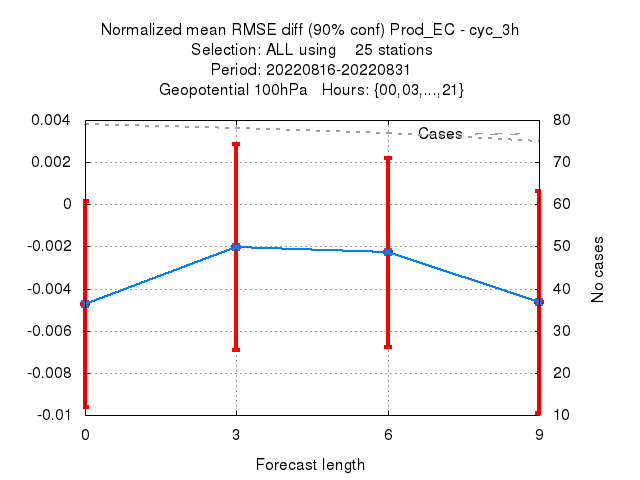 Normalized mean RMSE diff (90% conf) Prod_EC - cyc_3h
Selection: ALL using 25 stations
Period: 20220816-20220831
Geopotential 100hPa Hours: {00,03,...,21}
0.004
0.002
0
-0.002
-0.004
-0.006
-0.008
-0.01
Cases
80
70
60
50
40
30
20
10
No cases
0 3 6 9
Forecast length